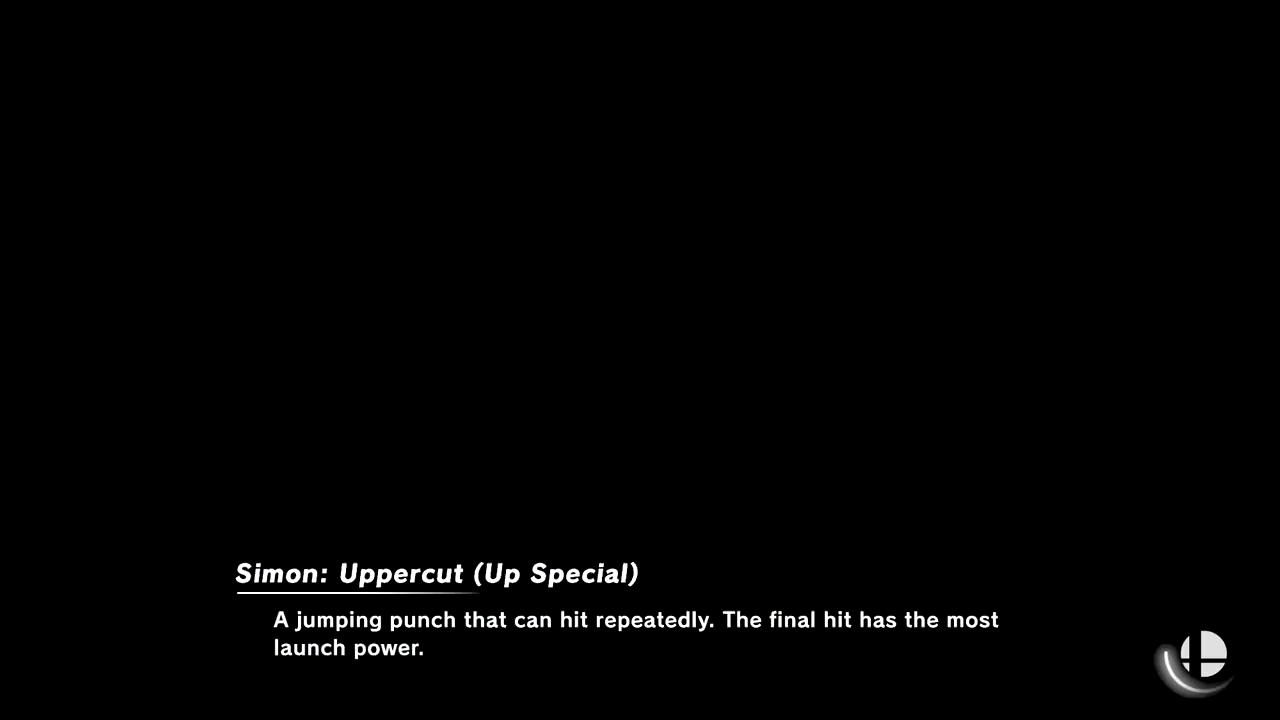 Simon: Uppercut (Up Special)
A jumping punch that can hit repeatedly. The final hit has the most
launch power.